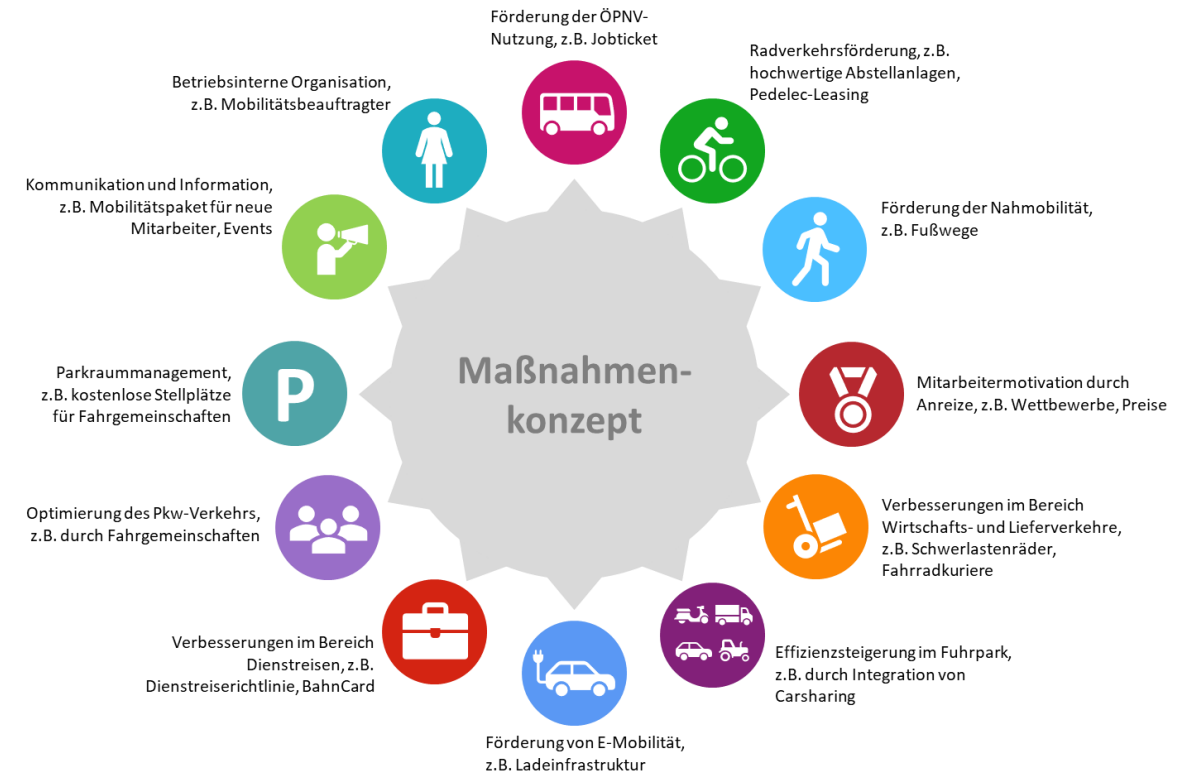 Förderung der ÖPNV-
Nutzung, z.B. Jobticket
Radverkehrsförderung, z.B.
hochwertige Abstellanlagen,
Pedelec-Leasing
Förderung der Nahmobilität,
z.B. Fußwege
Mitarbeitermotivation durch
Anreize, z.B. Wettbewerbe, Preise
Verbesserungen im Bereich
Wirtschafts- und Lieferverkehre,
z.B. Schwerlastenräder,
Fahrradkuriere
Effizienzsteigerung im Fuhrpark,
z.B. durch Integration von
Carsharing
Förderung von E-Mobilität,
z.B. Ladeinfrastruktur
Verbesserungen im Bereich
Dienstreisen, z.B.
Dienstreiserichtlinie, BahnCard
Optimierung des Pkw-Verkehrs,
z.B. durch Fahrgemeinschaften
Parkraummanagement,
z.B. kostenlose Stellplätze
für Fahrgemeinschaften
P
Kommunikation und Information,
z.B. Mobilitätspaket für neue
Mitarbeiter, Events
Betriebsinterne Organisation,
z.B. Mobilitätsbeauftragter
Maßnahmen-
konzept